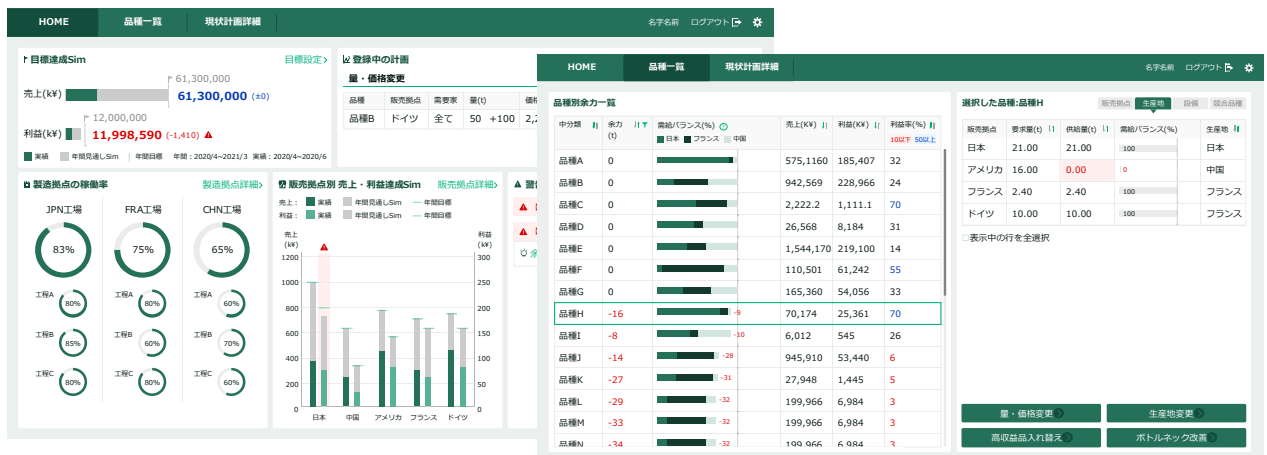 HOME 品種一覧 現状計画詳細 名字名前 ログアウト
目標達成Sim 目標設定>
売上(k¥) 61,300,000
61,300,000 (±0)
利益(k¥) 12,000,000
11,998,590 (-1,410)
実績 年間見通しSim 年間目標 年間：2020/4~2021/3 実績：2020/4~2020/6
登録中の計画
量・価格変更
品種 販売拠点 需要家 量(t) 価格
品種B ドイツ 全て 50 +100 2,2
製造拠点の稼働率 製造拠点詳細>
JPN工場 FRA工場 CHN工場
83% 75% 65%
工程A 80% 工程A 80% 工程A 60%
工程B 85% 工程B 60% 工程B 70%
工程C 80% 工程C 80% 工程C 60%
販売拠点別 売上・利益達成Sim 販売拠点詳細>
売上： 実績 年間見通しSim 年間目標
利益： 実績 年間見通しSim 年間目標
売上 (k¥) 利益 (k¥)
1200 300
1000 250
800 200
600 150
400 100
200 50
0 0
日本 中国 アメリカ フランス ドイツ
HOME 品種一覧 現状計画詳細 名字名前 ログアウト
品種別余力一覧
中分類 余力(t) 需給バランス(%) 売上(K¥) 利益(K¥) 利益率(%)
日本 フランス 中国 10以下 50以上
品種A 0 575,1160 185,407 32
品種B 0 942,569 228,966 24
品種C 0 2,222.2 1,111.1 70
品種D 0 26,568 8,184 31
品種E 0 1,544,170 219,100 14
品種F 0 110,501 61,242 55
品種G 0 165,360 54,056 33
品種H -16 -9 70,174 25,361 70
品種I -8 -10 6,012 545 26
品種J -14 -28 945,910 53,440 6
品種K -27 -31 27,948 1,445 5
品種L -29 -32 199,966 6,984 3
品種M -33 -32 199,966 6,984 3
品種N -34 -32 199,966 6,984 3
選択した品種:品種H 販売拠点 生産地 設備 競合品種
販売拠点 要求量(t) 供給量(t) 需給バランス(%) 生産地
日本 21.00 21.00 100 日本
アメリカ 16.00 0.00 0 中国
フランス 2.40 2.40 100 フランス
ドイツ 10.00 10.00 100 フランス
表示中の行を全選択
量・価格変更 生産地変更
高収益品入れ替え ボトルネック改善